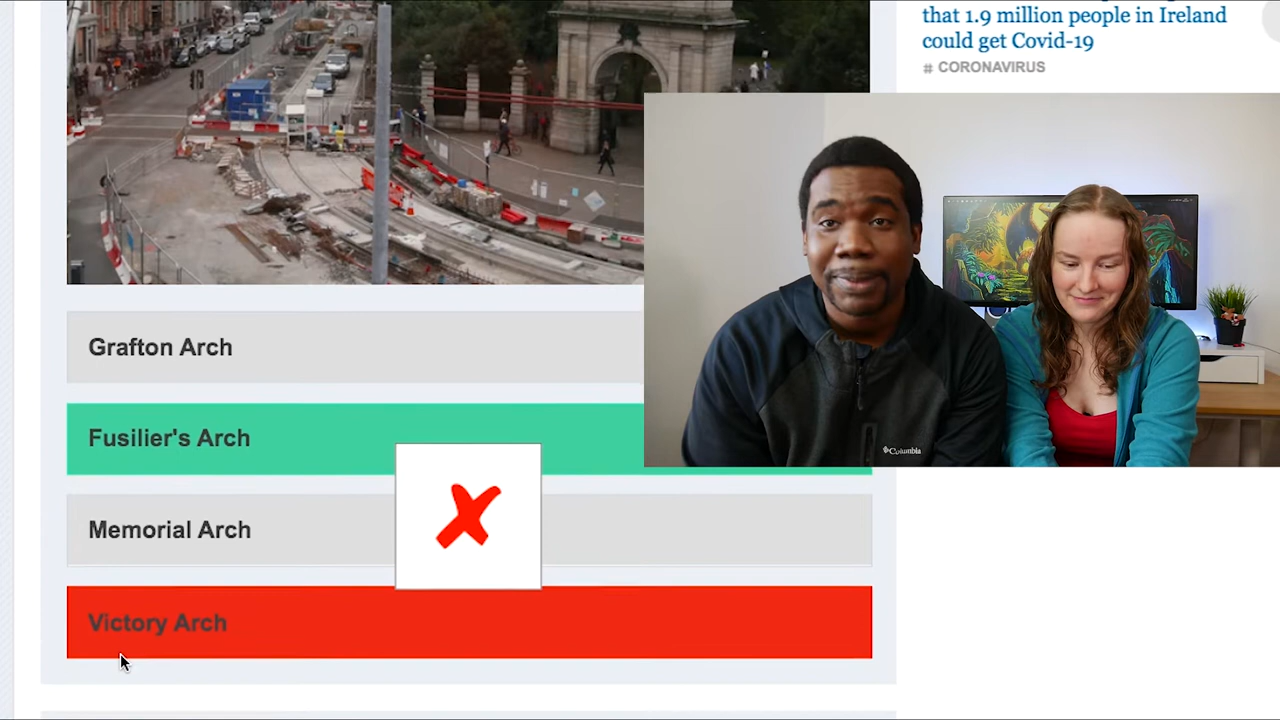 that 1.9 million people in Ireland
could get Covid-19
# CORONAVIRUS
Grafton Arch
Fusilier's Arch
Memorial Arch
Victory Arch
Columbia